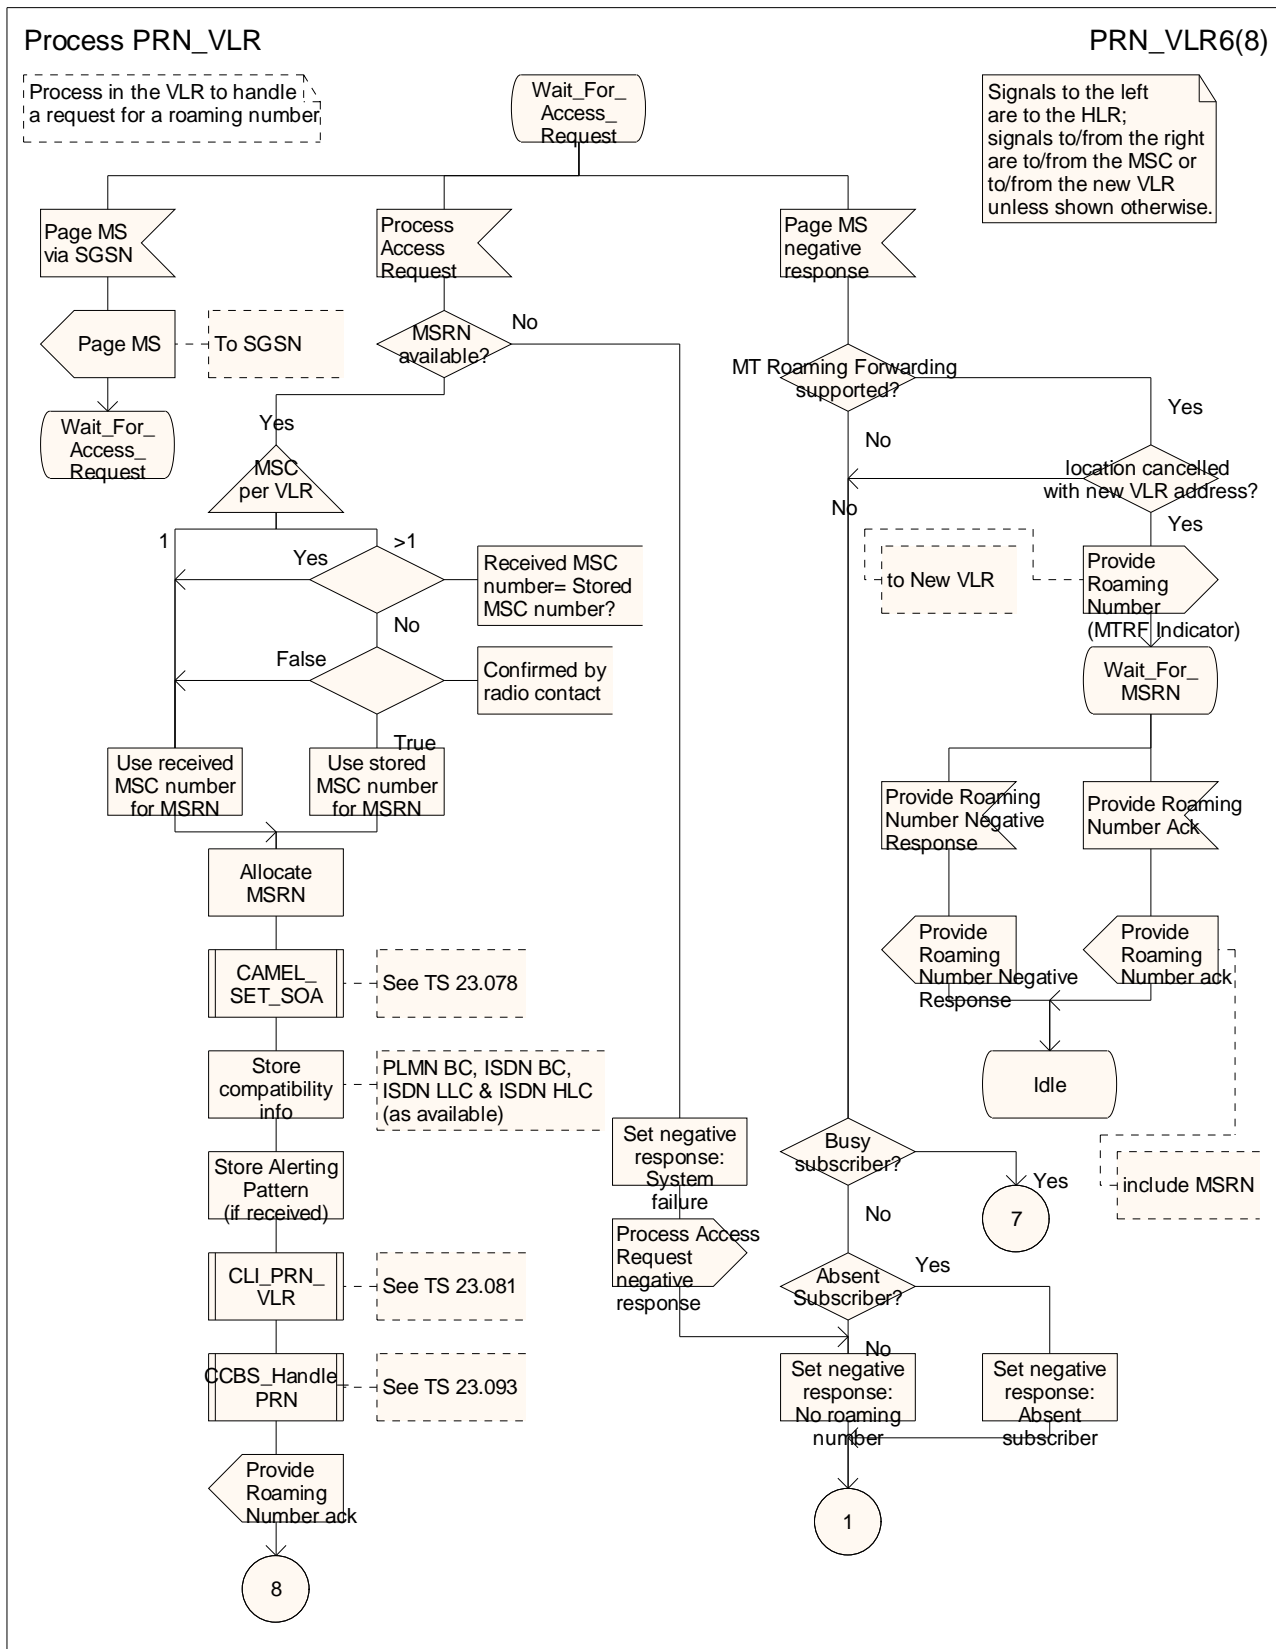 Process PRN_VLR
PRN_VLR6(8)
Process in the VLR to handle
a request for a roaming number
Wait_For_
Access_
Request
Signals to the left
are to the HLR;
signals to/from the right
are to/from the MSC or
to/from the new VLR
unless shown otherwise.
Page MS
via SGSN
Process
Access
Request
Page MS
negative
response
Page MS
To SGSN
MSRN
available?
No
MT Roaming Forwarding
supported?
Yes
Wait_For_
Access_
Request
Yes
No
MSC
per VLR
location cancelled
with new VLR address?
No
Yes
1
>1
Yes
Received MSC
number= Stored
MSC number?
to New VLR
Provide
Roaming
Number
(MTRF Indicator)
No
False
Confirmed by
radio contact
Wait_For_
MSRN
True
Use received
MSC number
for MSRN
Use stored
MSC number
for MSRN
Provide Roaming
Number Negative
Response
Provide Roaming
Number Ack
Allocate
MSRN
Provide
Roaming
Number Negative
Response
Provide
Roaming
Number ack
CAMEL_
SET_SOA
See TS 23.078
Store
compatibility
info
PLMN BC, ISDN BC,
ISDN LLC & ISDN HLC
(as available)
Idle
Set negative
response:
System
failure
Busy
subscriber?
Yes
include MSRN
Store Alerting
Pattern
(if received)
No
7
Process Access
Request
negative
response
CLI_PRN_
VLR
See TS 23.081
Absent
Subscriber?
Yes
No
CCBS_Handle_
PRN
See TS 23.093
Set negative
response:
No roaming
number
Set negative
response:
Absent
subscriber
Provide
Roaming
Number ack
1
8